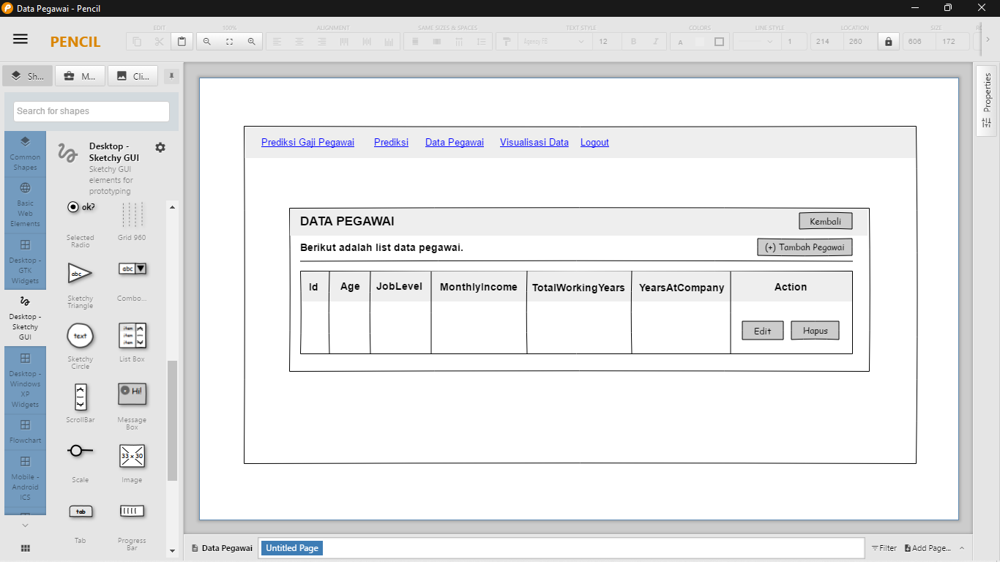 Data Pegawai - Pencil
PENCIL
EDIT
100%
ALIGNMENT
SAME SIZES & SPACES
TEXT STYLE
COLORS
LINE STYLE
LOCATION
SIZE
Agency FB
12
B
I
A
1
214
260
606
172
Sh...
M...
Cli...
Search for shapes
Common
Shapes
Basic
Web
Elements
Desktop -
GTK
Widgets
Desktop -
Sketchy
GUI
Desktop -
Windows
XP
Widgets
Flowchart
Mobile -
Android
ICS
Desktop -
Sketchy GUI
Sketchy GUI
elements for
prototyping
ok?
Selected
Radio
Grid 960
abc
abc
Sketchy
Triangle
Combo...
text
item
item
item
Sketchy
Circle
List Box
Hi!
ScrollBar
Message
Box
33 x 30
Scale
Image
tab
Tab
Progress
Bar
Prediksi Gaji Pegawai
Prediksi
Data Pegawai
Visualisasi Data
Logout
DATA PEGAWAI
Kembali
Berikut adalah list data pegawai.
(+) Tambah Pegawai
Id
Age
JobLevel
MonthlyIncome
TotalWorkingYears
YearsAtCompany
Action
Edit
Hapus
Properties
Data Pegawai
Untitled Page
Filter
Add Page...